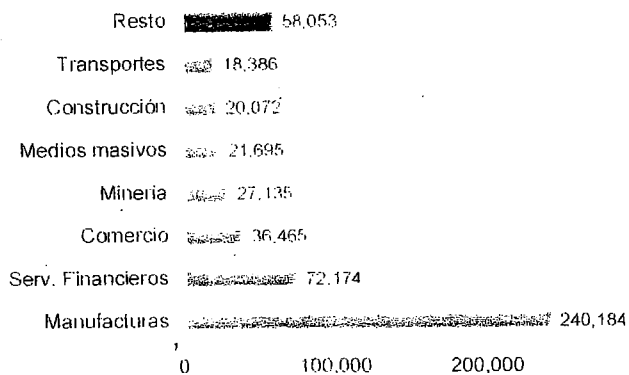 Resto 58,053
Transportes 18,386
Construcción 20,072
Medios masivos 21,695
Mineria 27,135
Comercio 36,465
Serv. Financieros 72,174
Manufacturas 240,184
0 100,000 200,000